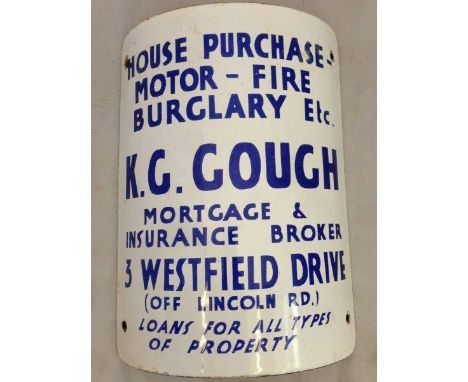 HOUSE PURCHASE-
MOTOR - FIRE
BURGLARY Etc.
K.G. GOUGH
MORTGAGE &
INSURANCE BROKER
3 WESTFIELD DRIVE
(OFF LINCOLN RD.)
LOANS FOR ALL TYPES
OF PROPERTY